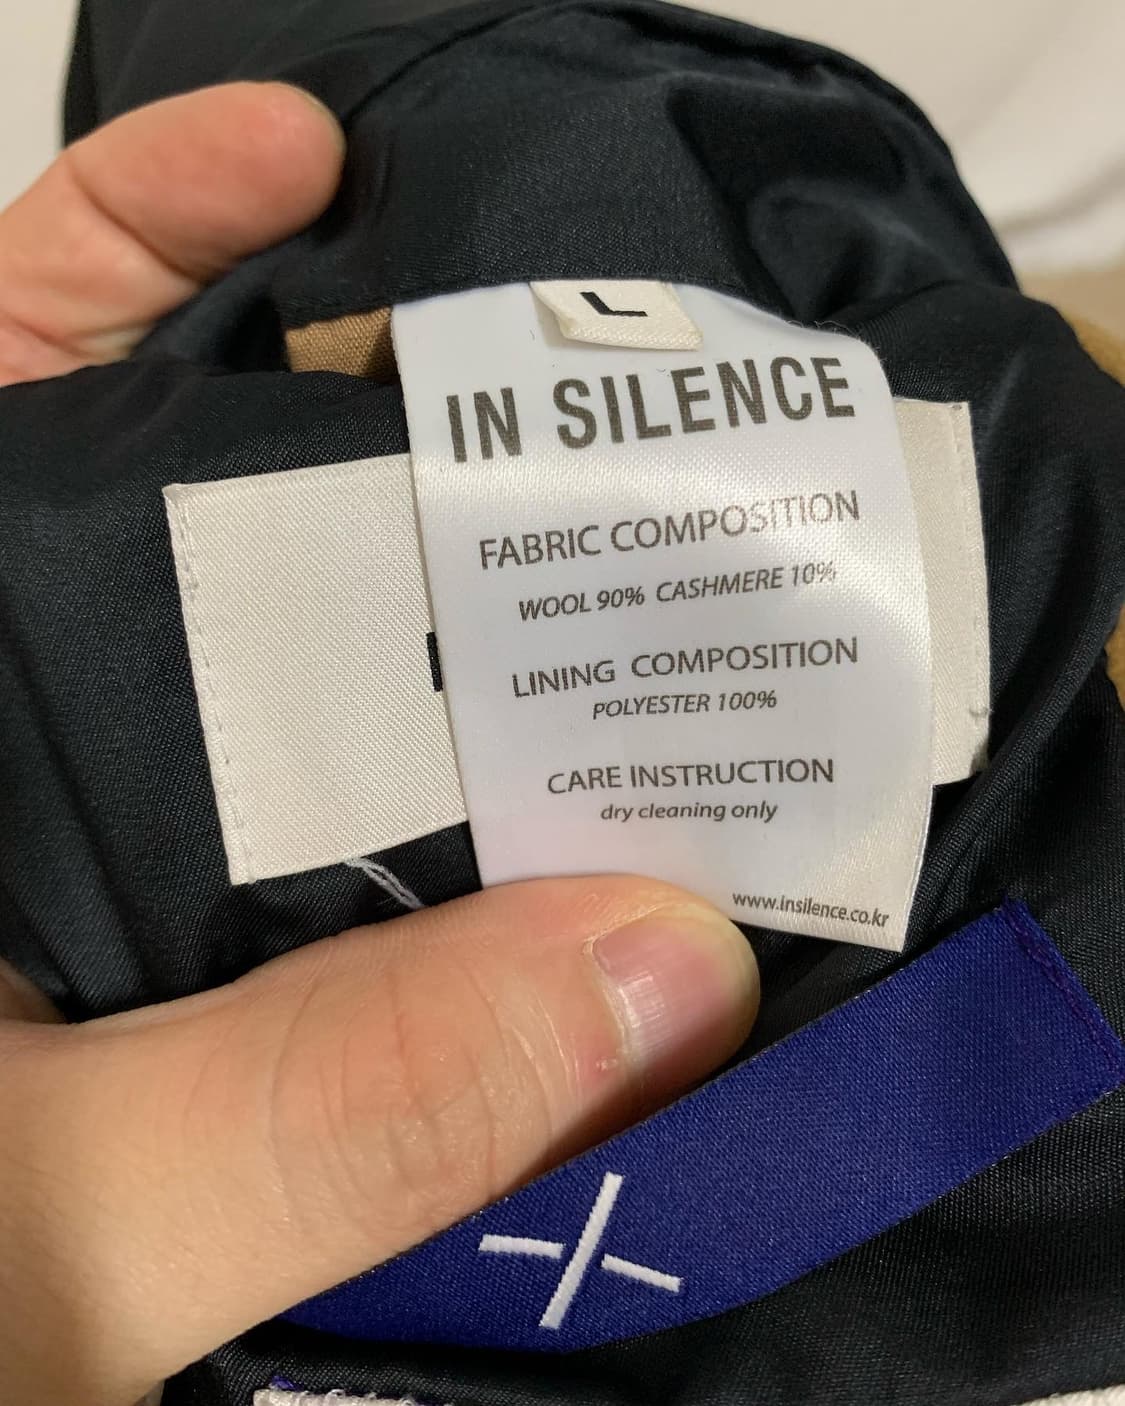 L
IN SILENCE
FABRIC COMPOSITION
WOOL 90% CASHMERE 10%
LINING COMPOSITION
POLYESTER 100%
CARE INSTRUCTION
dry cleaning only
www.insilence.co.kr